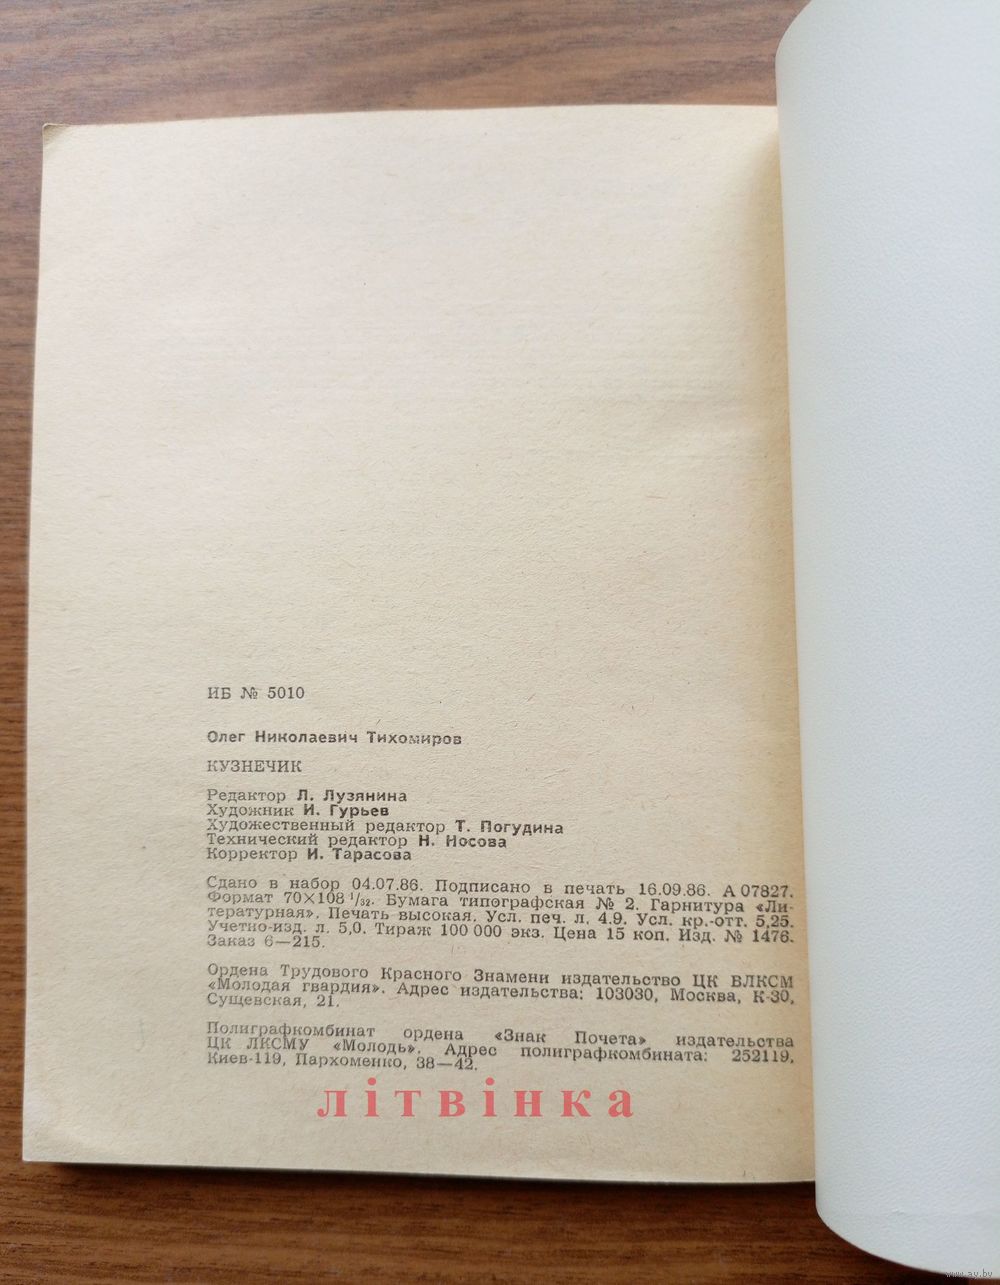 ИБ № 5010
Олег Николаевич Тихомиров
КУЗНЕЧИК
Редактор Л. Лузянина
Художник И. Гурьев
Художественный редактор Т. Погудина
Технический редактор Н. Носова
Корректор И. Тарасова
Сдано в набор 04.07.86. Подписано в печать 16.09.86. А 07827.
Формат 70×108 1/32. Бумага типографская № 2. Гарнитура «Ли-
тературная». Печать высокая. Усл. печ. л. 4.9. Усл. кр.-отт. 5,25.
Учетно-изд. л. 5,0. Тираж 100 000 экз. Цена 15 коп. Изд. № 1476.
Заказ 6—215.
Ордена Трудового Красного Знамени издательство ЦК ВЛКСМ
«Молодая гвардия». Адрес издательства: 103030, Москва, К-30,
Сущевская, 21.
Полиграфкомбинат ордена «Знак Почета» издательства
ЦК ЛКСМУ «Молодь». Адрес полиграфкомбината: 252119,
Киев-119, Пархоменко, 38—42.
літвінка
www.ay.by